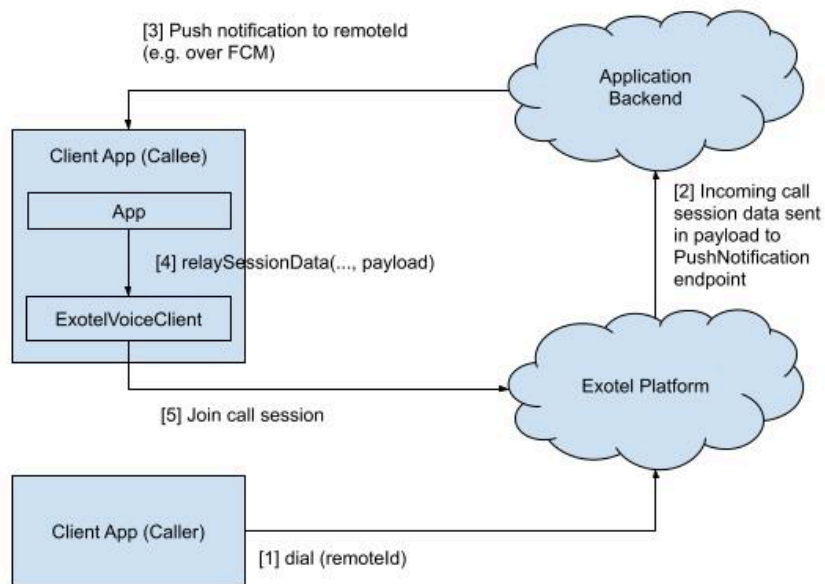 [3] Push notification to remoteId
(e.g. over FCM)
Application
Backend
Client App (Callee)
App
[2] Incoming call
session data sent
in payload to
PushNotification
endpoint
[4] relaySessionData(..., payload)
ExotelVoiceClient
Exotel Platform
[5] Join call session
Client App (Caller)
[1] dial (remoteId)